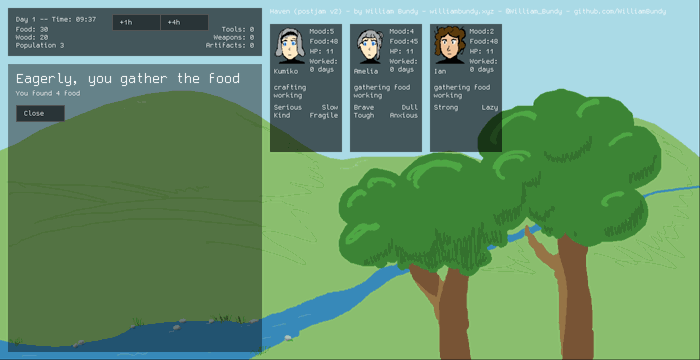 Haven (postjam v2) - by William Bundy - williambundy.xyz - @William_Bundy - github.com/WilliamBundy
Day 1 -- Time: 09:37
+1h
+4h
Food: 30
Tools: 0
Wood: 20
Weapons: 0
Population 3
Artifacts: 0
Eagerly, you gather the food
You found 4 food
Close
Mood:5
Food:48
HP: 11
Kumiko
Worked:
0 days
crafting
working
Serious Slow
Kind Fragile
Mood:4
Food:45
HP: 11
Amelia
Worked:
0 days
gathering food
working
Brave Dull
Tough Anxious
Mood:2
Food:48
HP: 11
Ian
Worked:
0 days
gathering food
working
Strong Lazy